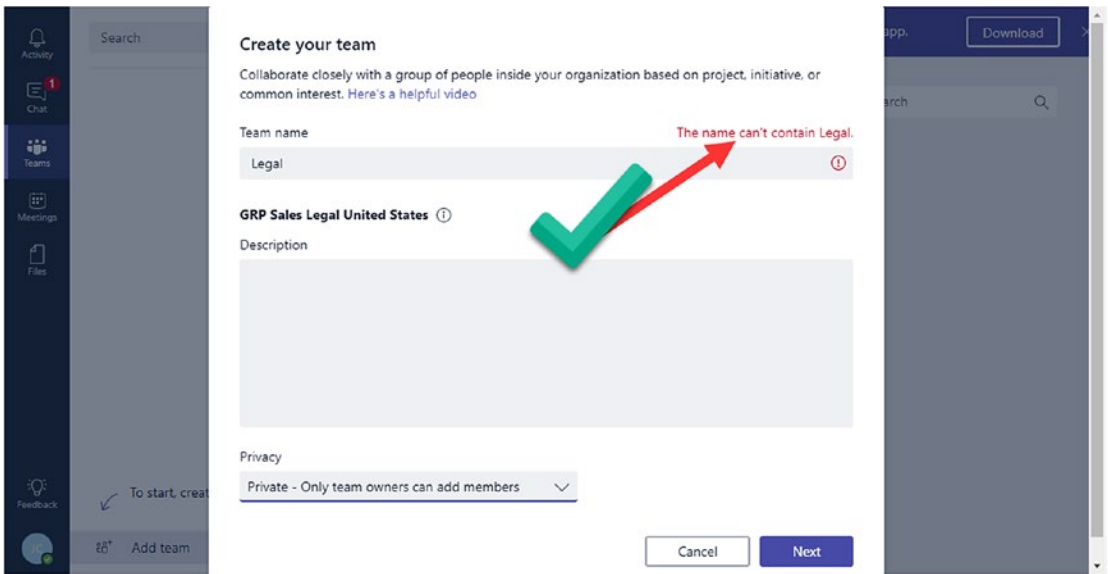 Activity
1
Chat
Teams
Meetings
Files
Feedback
JC
Search
To start, creat
Add team
Create your team
Collaborate closely with a group of people inside your organization based on project, initiative, or
common interest. Here's a helpful video
Team name
The name can't contain Legal.
Legal
GRP Sales Legal United States
Description
Privacy
Private - Only team owners can add members
Cancel
Next
app.
Download
arch